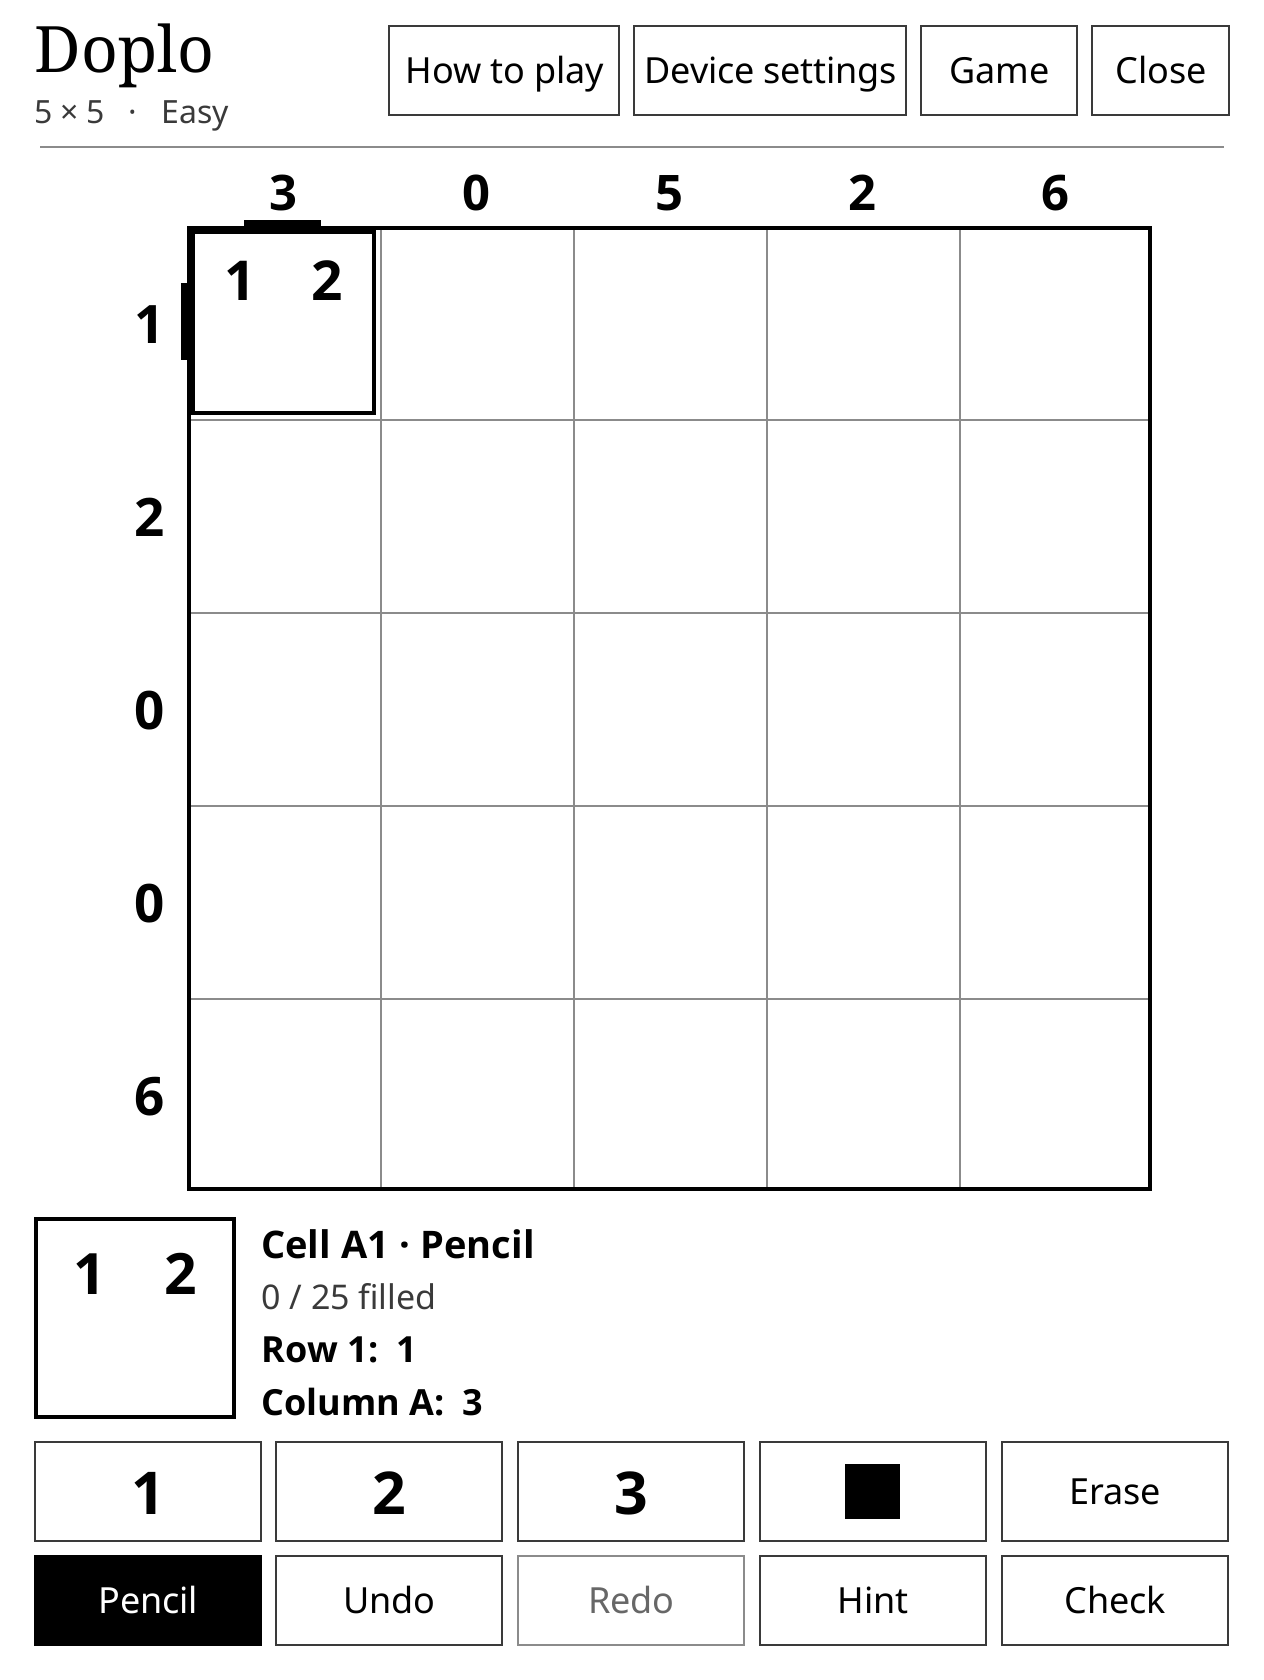 Doplo
How to play Device settings Game Close
5 × 5 · Easy
3 0 5 2 6
1 2
1
2
0
0
6
1 2
Cell A1 · Pencil
0 / 25 filled
Row 1: 1
Column A: 3
1 2 3 Erase
Pencil Undo Redo Hint Check